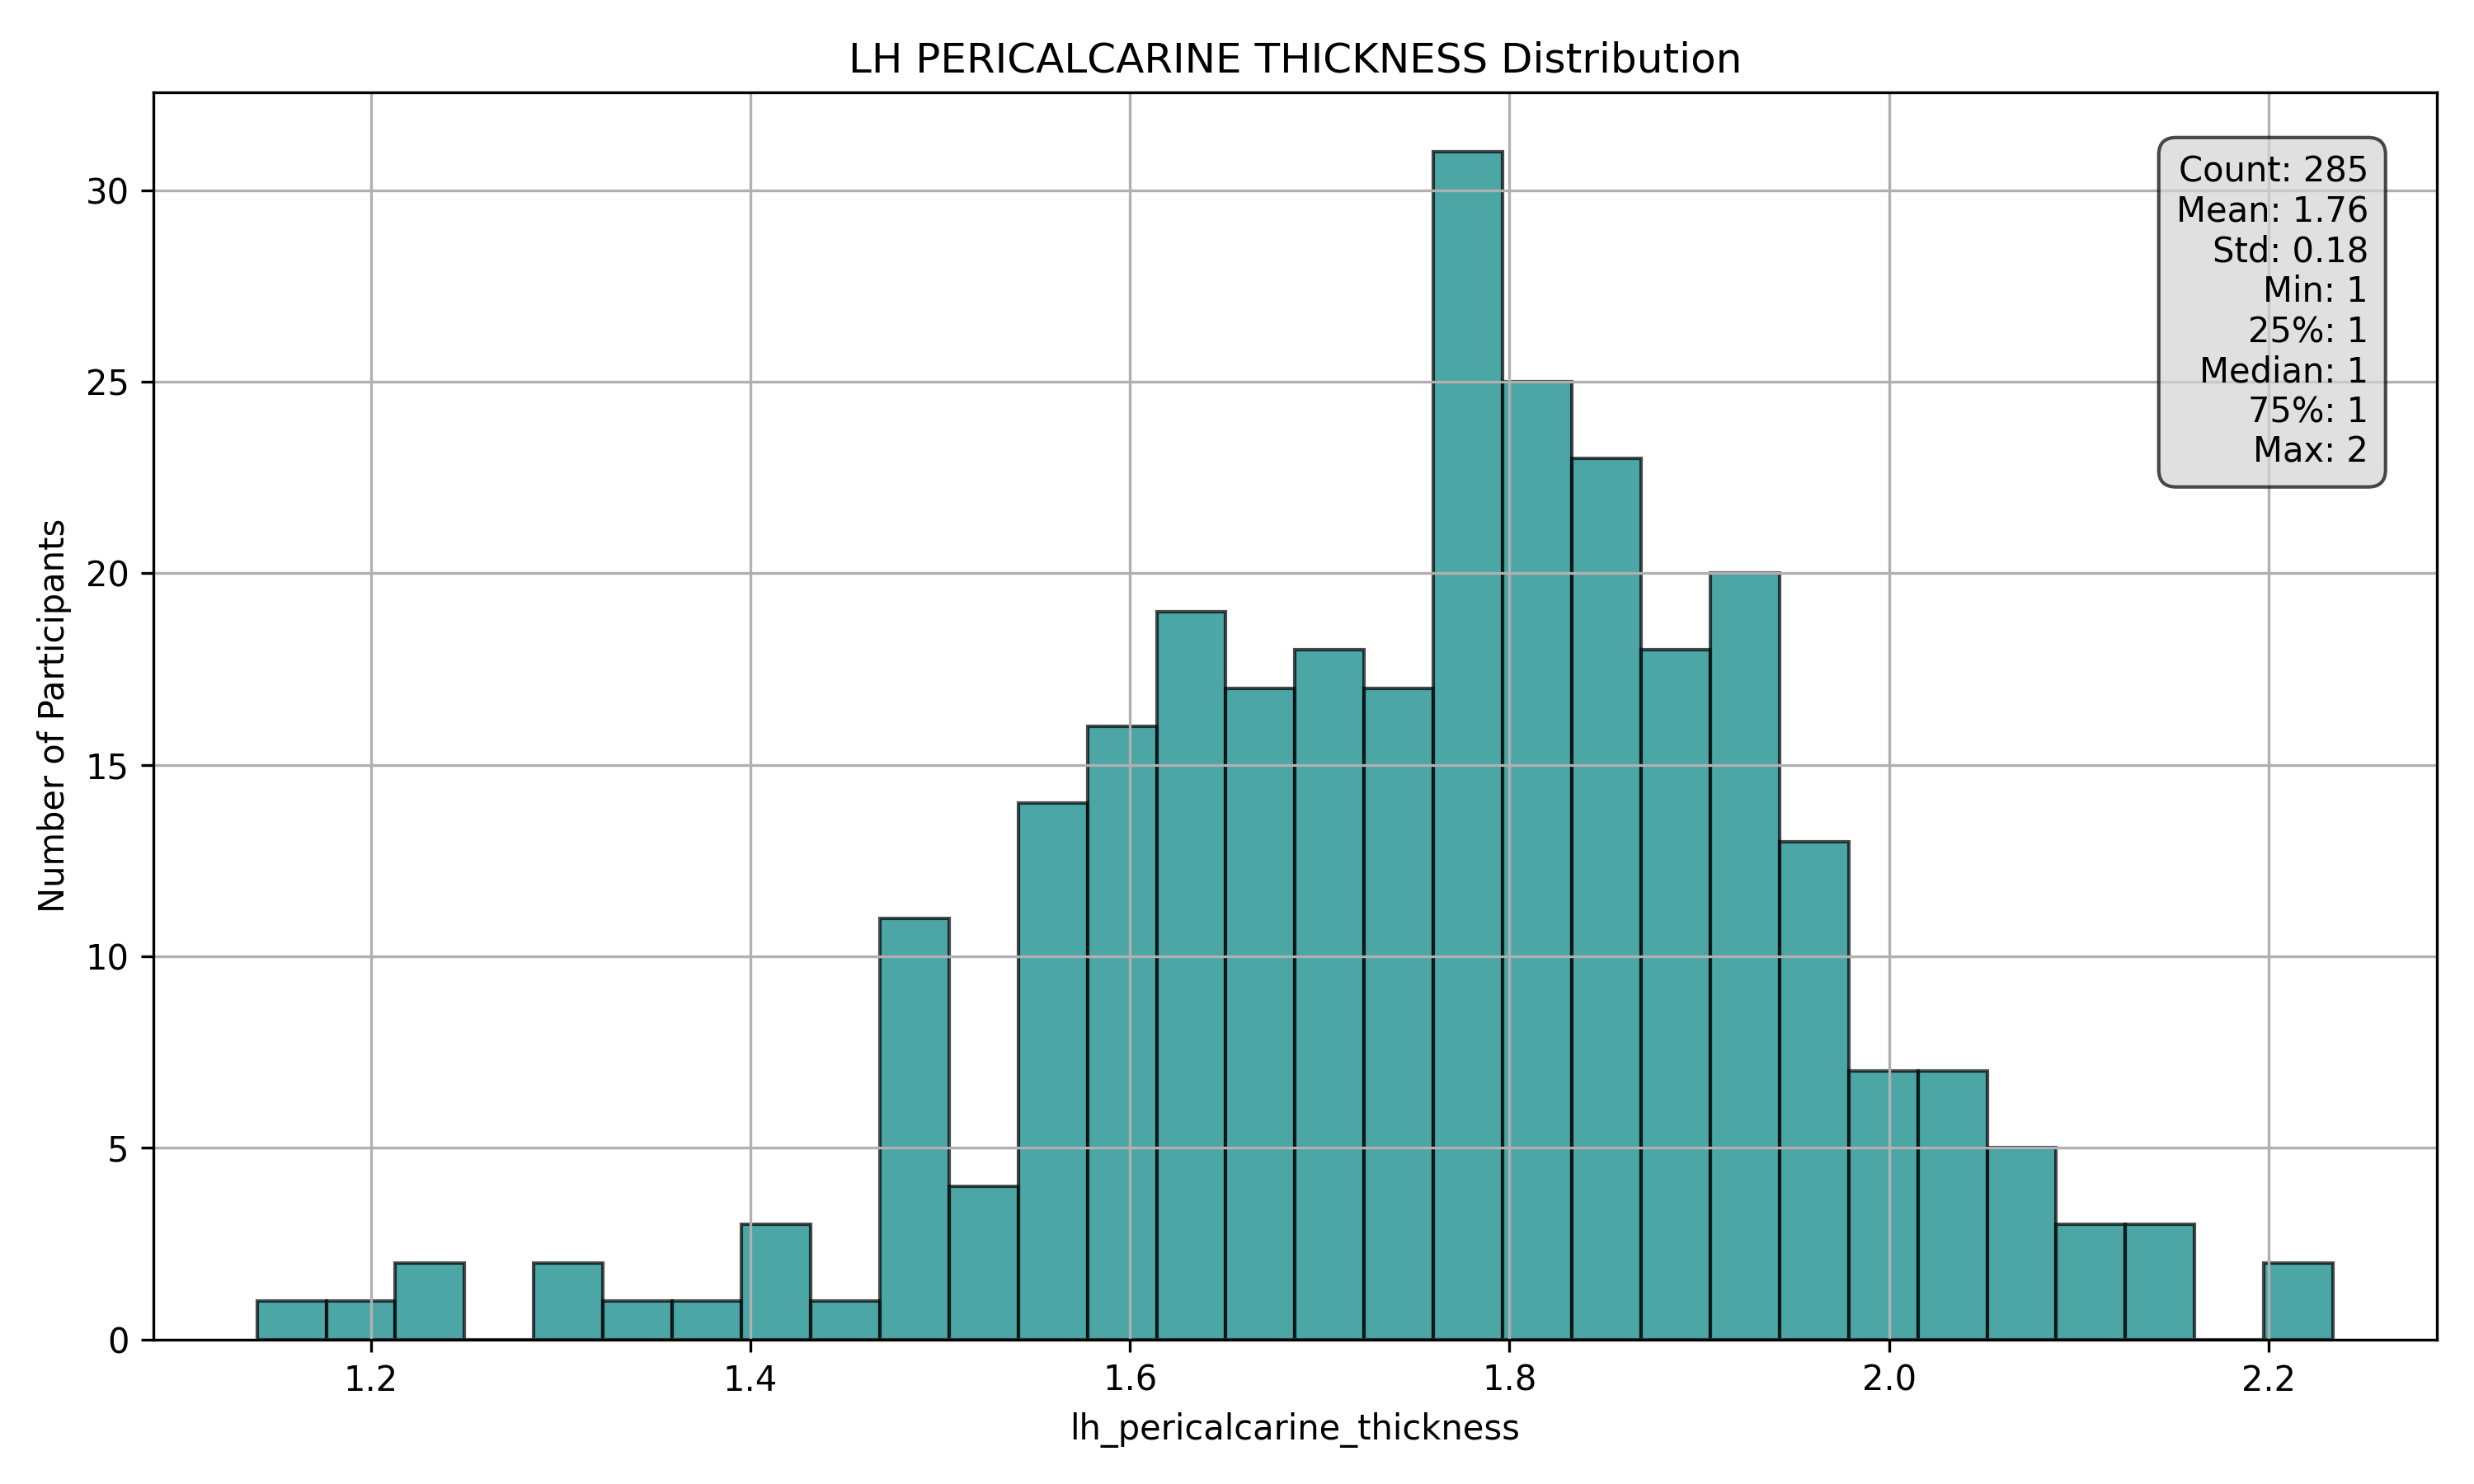 LH PERICALCARINE THICKNESS Distribution
Count: 285
Mean: 1.76
Std: 0.18
Min: 1
25%: 1
Median: 1
75%: 1
Max: 2
Number of Participants
30
25
20
15
10
5
0
1.2 1.4 1.6 1.8 2.0 2.2
lh_pericalcarine_thickness